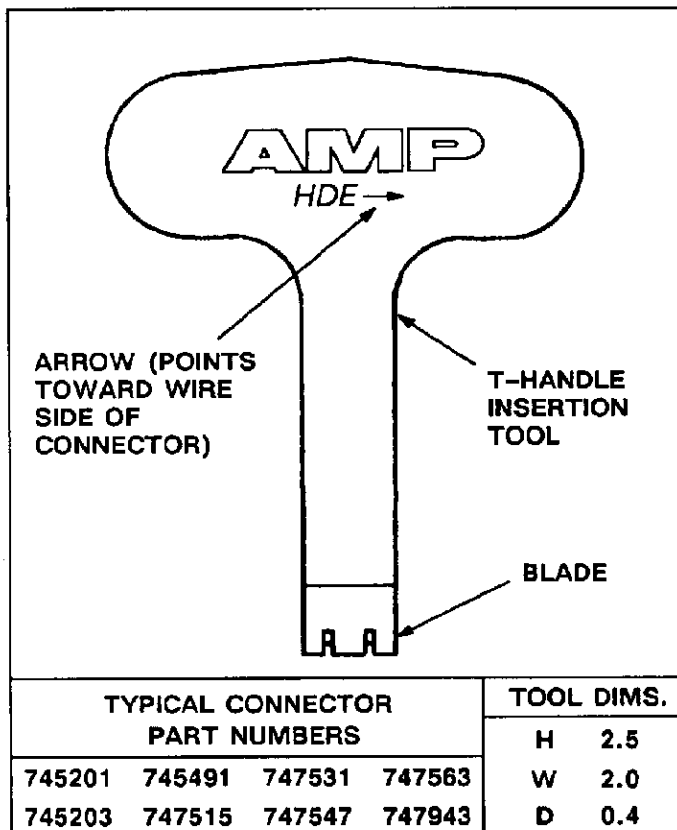 AMP
HDE →
ARROW (POINTS
TOWARD WIRE
SIDE OF
CONNECTOR)
T-HANDLE
INSERTION
TOOL
BLADE
TYPICAL CONNECTOR
PART NUMBERS
745201 745491 747531 747563
745203 747515 747547 747943
TOOL DIMS.
H 2.5
W 2.0
D 0.4